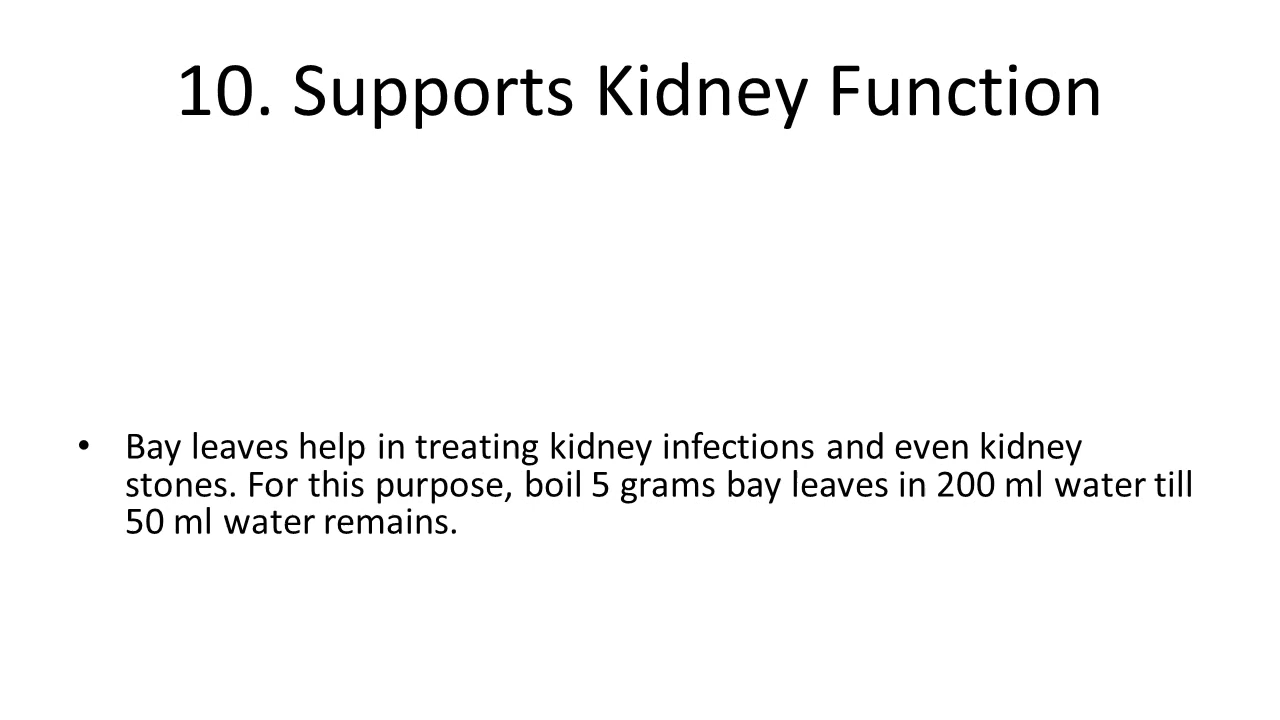 10. Supports Kidney Function
• Bay leaves help in treating kidney infections and even kidney
stones. For this purpose, boil 5 grams bay leaves in 200 ml water till
50 ml water remains.